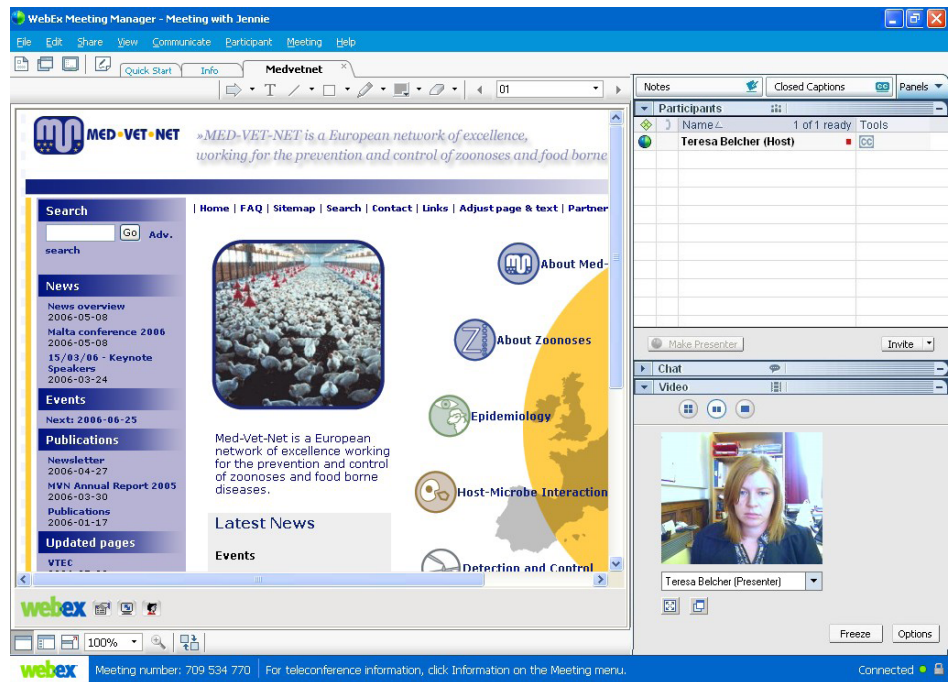 WebEx Meeting Manager - Meeting with Jennie
File Edit Share View Communicate Participant Meeting Help
Quick Start Info Medvetnet
T 01
MED•VET•NET
»MED-VET-NET is a European network of excellence,
working for the prevention and control of zoonoses and food borne
| Home | FAQ | Sitemap | Search | Contact | Links | Adjust page & text | Partner
Search
Go Adv.
search
News
News overview
2006-05-08
Malta conference 2006
2006-05-08
15/03/06 - Keynote
Speakers
2006-03-24
Events
Next: 2006-06-25
Publications
Newsletter
2006-04-27
MVN Annual Report 2005
2006-03-30
Publications
2006-01-17
Updated pages
VTEC
Med-Vet-Net is a European
network of excellence working
for the prevention and control
of zoonoses and food borne
diseases.
Latest News
Events
About Med-
About Zoonoses
Epidemiology
Host-Microbe Interaction
Detection and Control
webex
100%
Notes Closed Captions CC Panels
Participants
Name 1 of 1 ready Tools
Teresa Belcher (Host) CC
Make Presenter Invite
Chat
Video
Teresa Belcher (Presenter)
Freeze Options
webex Meeting number: 709 534 770 For teleconference information, click Information on the Meeting menu. Connected